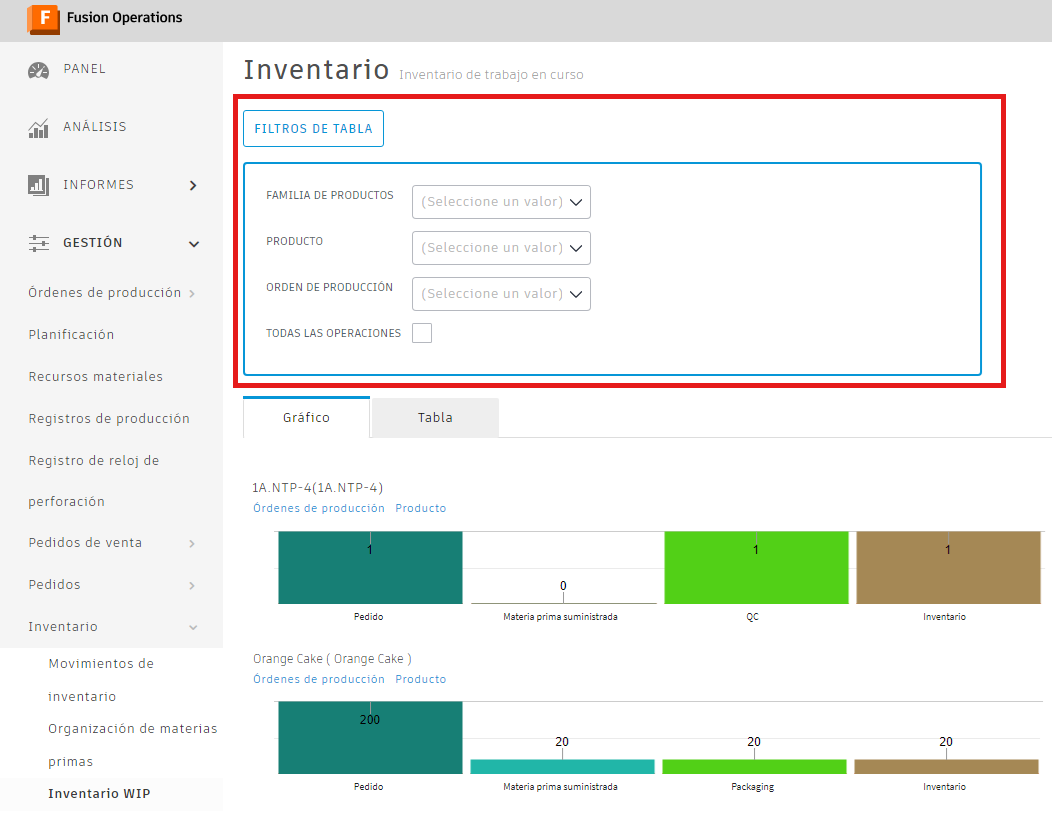 F Fusion Operations
PANEL
ANÁLISIS
INFORMES
GESTIÓN
Órdenes de producción
Planificación
Recursos materiales
Registros de producción
Registro de reloj de
perforación
Pedidos de venta
Pedidos
Inventario
Movimientos de
inventario
Organización de materias
primas
Inventario WIP
Inventario Inventario de trabajo en curso
FILTROS DE TABLA
FAMILIA DE PRODUCTOS (Seleccione un valor)
PRODUCTO (Seleccione un valor)
ORDEN DE PRODUCCIÓN (Seleccione un valor)
TODAS LAS OPERACIONES
Gráfico Tabla
1A.NTP-4(1A.NTP-4)
Órdenes de producción Producto
1 0 1 1
Pedido Materia prima suministrada QC Inventario
Orange Cake ( Orange Cake )
Órdenes de producción Producto
200 20 20 20
Pedido Materia prima suministrada Packaging Inventario